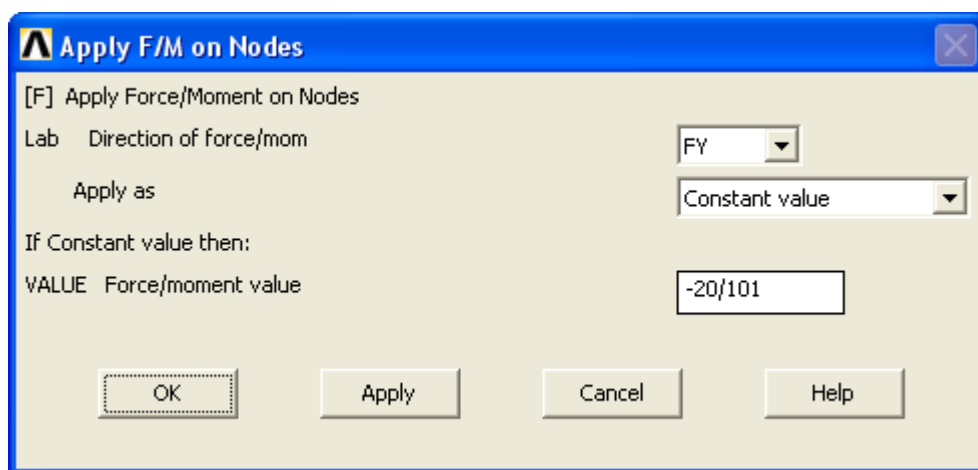 Apply F/M on Nodes
[F] Apply Force/Moment on Nodes
Lab Direction of force/mom FY
Apply as Constant value
If Constant value then:
VALUE Force/moment value -20/101
OK Apply Cancel Help